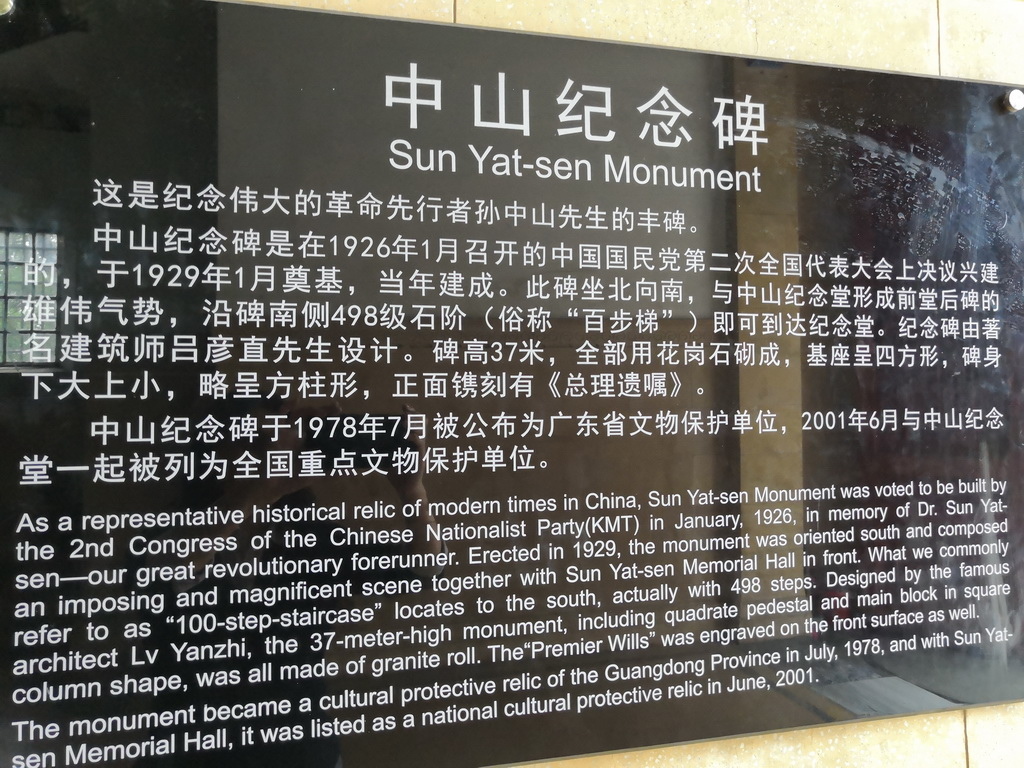 中山纪念碑
Sun Yat-sen Monument
这是纪念伟大的革命先行者孙中山先生的丰碑。
中山纪念碑是在1926年1月召开的中国国民党第二次全国代表大会上决议兴建
的，于1929年1月奠基，当年建成。此碑坐北向南，与中山纪念堂形成前堂后碑的
雄伟气势，沿碑南侧498级石阶（俗称“百步梯”）即可到达纪念堂。纪念碑由著
名建筑师吕彦直先生设计。碑高37米，全部用花岗石砌成，基座呈四方形，碑身
下大上小，略呈方柱形，正面镌刻有《总理遗嘱》。
中山纪念碑于1978年7月被公布为广东省文物保护单位，2001年6月与中山纪念
堂一起被列为全国重点文物保护单位。
As a representative historical relic of modern times in China, Sun Yat-sen Monument was voted to be built by
the 2nd Congress of the Chinese Nationalist Party(KMT) in January, 1926, in memory of Dr. Sun Yat-
sen—our great revolutionary forerunner. Erected in 1929, the monument was oriented south and composed
an imposing and magnificent scene together with Sun Yat-sen Memorial Hall in front. What we commonly
refer to as “100-step-staircase” locates to the south, actually with 498 steps. Designed by the famous
architect Lv Yanzhi, the 37-meter-high monument, including quadrate pedestal and main block in square
column shape, was all made of granite roll. The“Premier Wills” was engraved on the front surface as well.
The monument became a cultural protective relic of the Guangdong Province in July, 1978, and with Sun Yat-
sen Memorial Hall, it was listed as a national cultural protective relic in June, 2001.